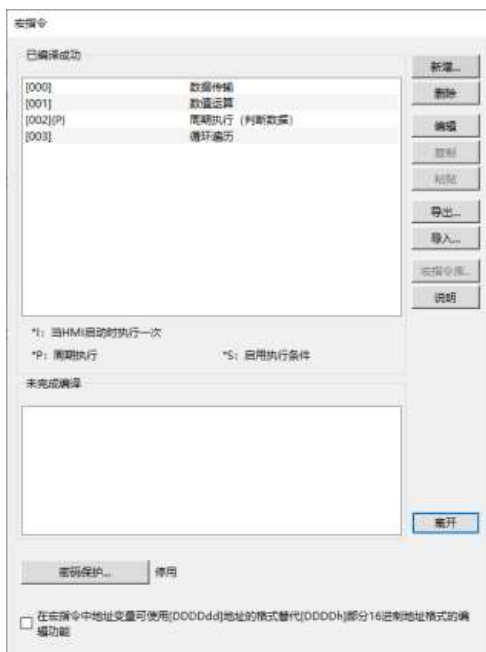 宏指令
已编译成功
[000] 数据传输
[001] 数值运算
[002](P) 周期执行（判断数据）
[003] 循环遍历
新增...
删除
编辑
复制
粘贴
导出...
导入...
宏指令库...
说明
*I：当HMI启动时执行一次
*P：周期执行 *S：启用执行条件
未完成编译
离开
密码保护... 停用
在宏指令中地址变量可使用[DDDDdd]地址的格式替代[DDDDh]部分16进制地址格式的编
辑功能